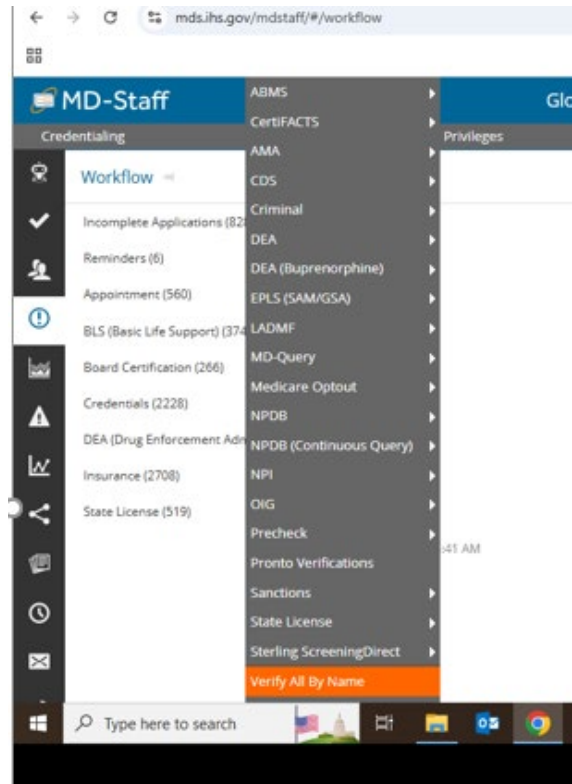 mds.ihs.gov/mdstaff/#/workflow
MD-Staff
Credentialing
Privileges
Workflow
Incomplete Applications
Reminders (6)
Appointment (560)
BLS (Basic Life Support) (374
Board Certification (266)
Credentials (2228)
DEA (Drug Enforcement Adn
Insurance (2708)
State License (519)
ABMS
CertiFACTS
AMA
CDS
Criminal
DEA
DEA (Buprenorphine)
EPLS (SAM/GSA)
LADMF
MD-Query
Medicare Optout
NPDB
NPDB (Continuous Query)
NPI
OIG
Precheck
Pronto Verifications
Sanctions
State License
Sterling ScreeningDirect
Verify All By Name
Glo
:41 AM
Type here to search